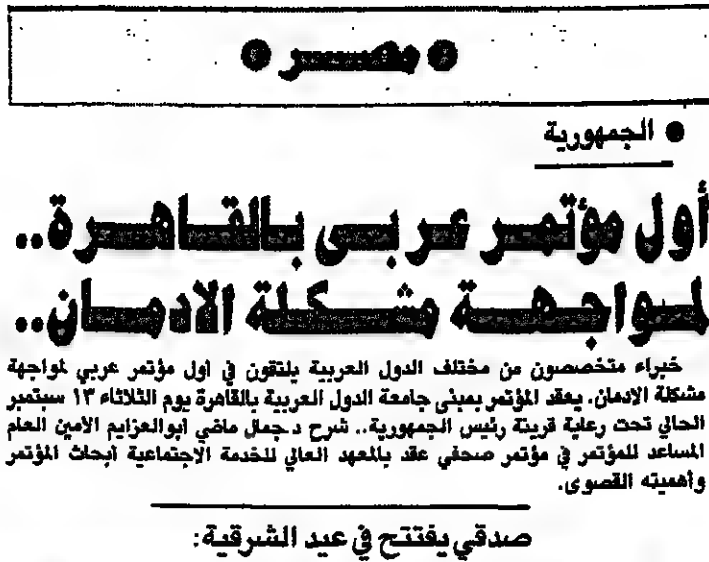 ● مصر ●
● الجمهورية
أول مؤتمر عربى بالقاهرة..
لمواجهة مشكلة الادمان..
خبراء متخصصون من مختلف الدول العربية يلتقون في اول مؤتمر عربي لمواجهة
مشكلة الادمان. يعقد المؤتمر بمبنى جامعة الدول العربية بالقاهرة يوم الثلاثاء ١٣ سبتمبر
الحالي تحت رعاية قرينة رئيس الجمهورية.. شرح د.جمال ماضي ابوالعزايم الأمين العام
المساعد للمؤتمر في مؤتمر صحفي عقد بالمعهد العالي للخدمة الاجتماعية ابحاث المؤتمر
وأهميته القصوى.
صدقي يفتتح في عيد الشرقية: